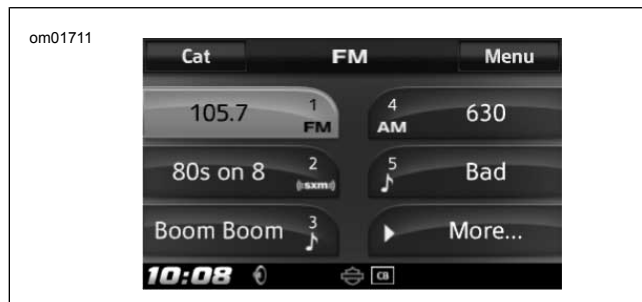 om01711
Cat FM Menu
105.7 1 FM
4 AM 630
80s on 8 2 ((sxm))
5 Bad
Boom Boom 3
More...
10:08 CB